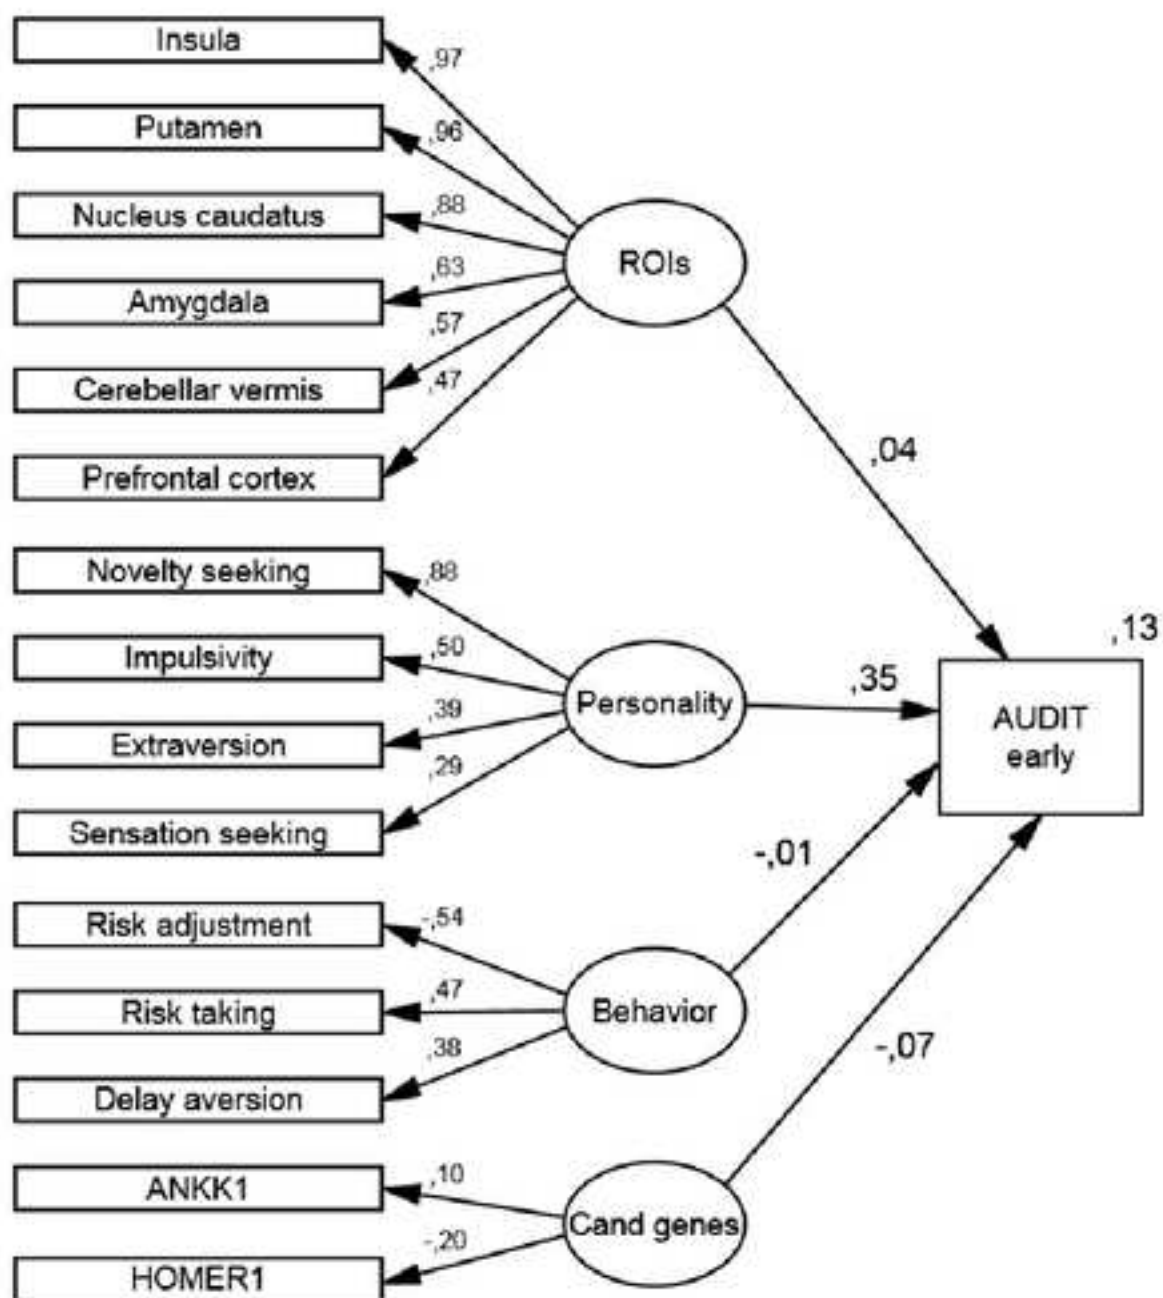 Insula
,97
Putamen
,96
Nucleus caudatus
,88
ROIs
Amygdala
,63
,57
Cerebellar vermis
,47
Prefrontal cortex
,04
Novelty seeking
,88
,13
Impulsivity
,50
Personality
,35
AUDIT
early
Extraversion
,39
,29
Sensation seeking
-,01
Risk adjustment
-,54
Risk taking
,47
Behavior
,38
-,07
Delay aversion
ANKK1
,10
Cand genes
-,20
HOMER1